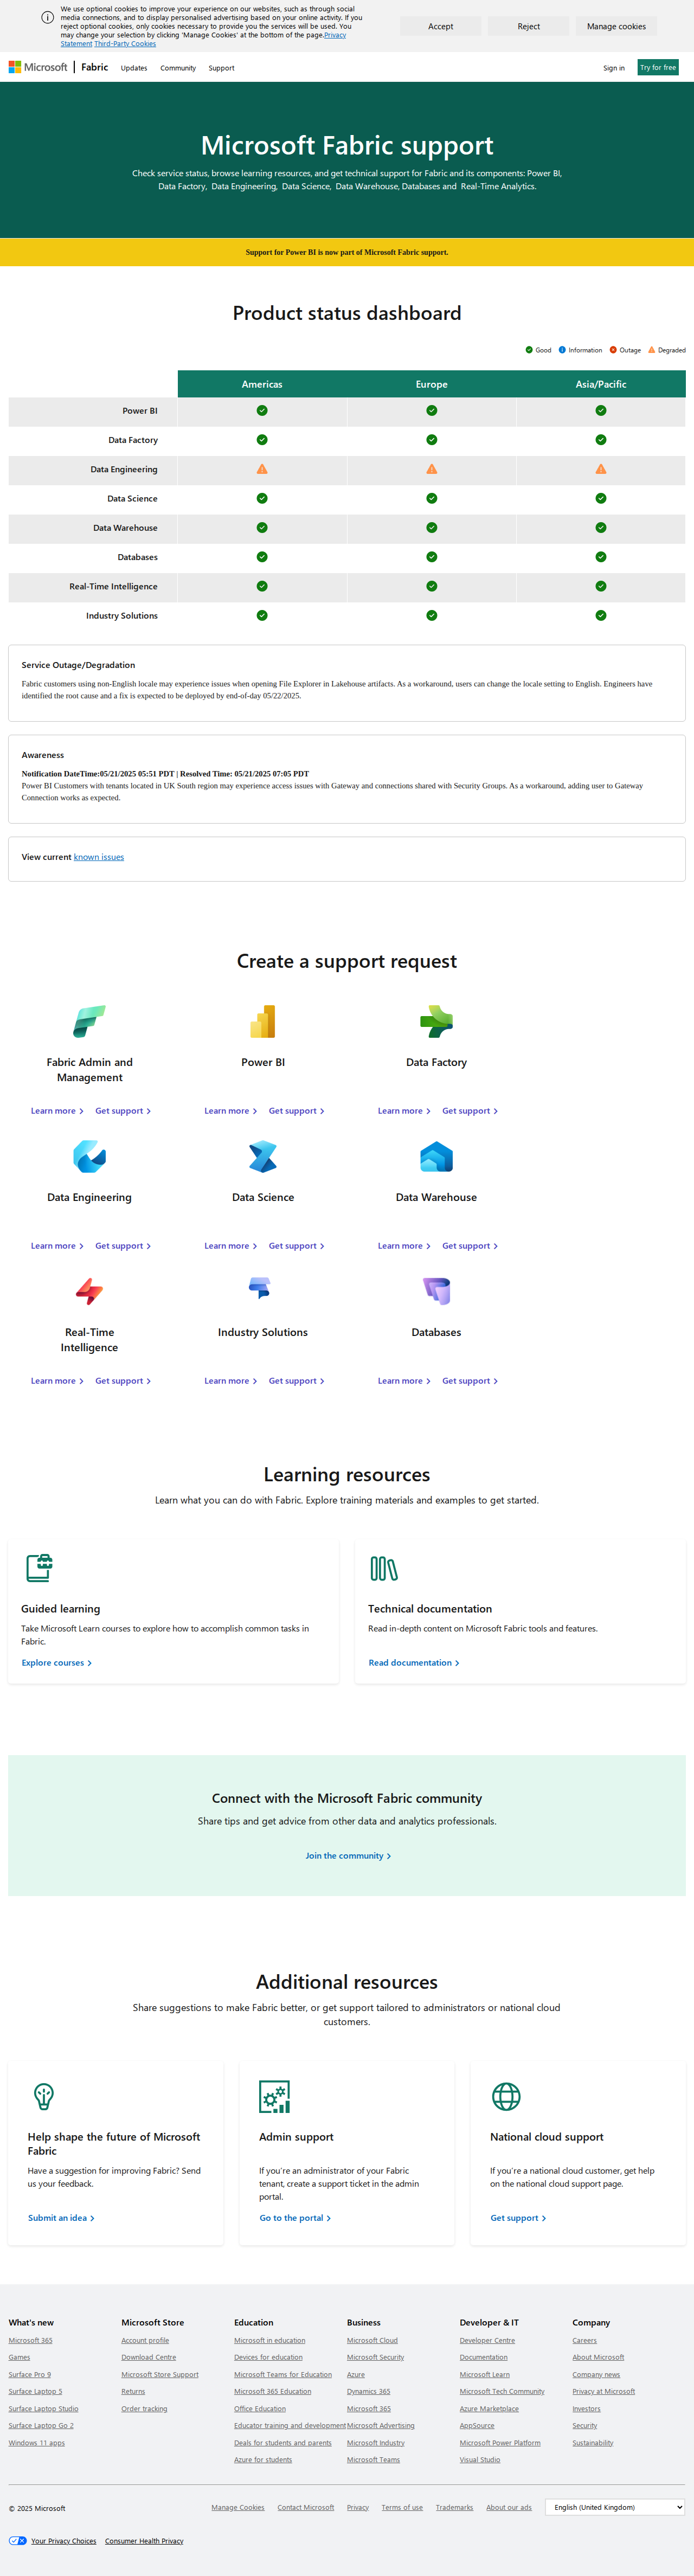 We use optional cookies to improve your experience on our websites, such as through social
media connections, and to display personalised advertising based on your online activity. If you
reject optional cookies, only cookies necessary to provide you the services will be used. You
may change your selection by clicking ‘Manage Cookies’ at the bottom of the page.Privacy
Statement Third-Party Cookies
Accept
Reject
Manage cookies
Microsoft
Fabric
Updates
Community
Support
Sign in
Try for free
Microsoft Fabric support
Check service status, browse learning resources, and get technical support for Fabric and its components: Power BI,
Data Factory, Data Engineering, Data Science, Data Warehouse, Databases and Real-Time Analytics.
Support for Power BI is now part of Microsoft Fabric support.
Product status dashboard
Good Information Outage Degraded
Americas Europe Asia/Pacific
Power BI
Data Factory
Data Engineering
Data Science
Data Warehouse
Databases
Real-Time Intelligence
Industry Solutions
Service Outage/Degradation
Fabric customers using non-English locale may experience issues when opening File Explorer in Lakehouse artifacts. As a workaround, users can change the locale setting to English. Engineers have
identified the root cause and a fix is expected to be deployed by end-of-day 05/22/2025.
Awareness
Notification DateTime:05/21/2025 05:51 PDT | Resolved Time: 05/21/2025 07:05 PDT
Power BI Customers with tenants located in UK South region may experience access issues with Gateway and connections shared with Security Groups. As a workaround, adding user to Gateway
Connection works as expected.
View current known issues
Create a support request
Fabric Admin and
Management
Learn more Get support
Power BI
Learn more Get support
Data Factory
Learn more Get support
Data Engineering
Learn more Get support
Data Science
Learn more Get support
Data Warehouse
Learn more Get support
Real-Time
Intelligence
Learn more Get support
Industry Solutions
Learn more Get support
Databases
Learn more Get support
Learning resources
Learn what you can do with Fabric. Explore training materials and examples to get started.
Guided learning
Take Microsoft Learn courses to explore how to accomplish common tasks in
Fabric.
Explore courses
Technical documentation
Read in-depth content on Microsoft Fabric tools and features.
Read documentation
Connect with the Microsoft Fabric community
Share tips and get advice from other data and analytics professionals.
Join the community
Additional resources
Share suggestions to make Fabric better, or get support tailored to administrators or national cloud
customers.
Help shape the future of Microsoft
Fabric
Have a suggestion for improving Fabric? Send
us your feedback.
Submit an idea
Admin support
If you’re an administrator of your Fabric
tenant, create a support ticket in the admin
portal.
Go to the portal
National cloud support
If you’re a national cloud customer, get help
on the national cloud support page.
Get support
What's new
Microsoft 365
Games
Surface Pro 9
Surface Laptop 5
Surface Laptop Studio
Surface Laptop Go 2
Windows 11 apps
Microsoft Store
Account profile
Download Centre
Microsoft Store Support
Returns
Order tracking
Education
Microsoft in education
Devices for education
Microsoft Teams for Education
Microsoft 365 Education
Office Education
Educator training and development
Deals for students and parents
Azure for students
Business
Microsoft Cloud
Microsoft Security
Azure
Dynamics 365
Microsoft 365
Microsoft Advertising
Microsoft Industry
Microsoft Teams
Developer & IT
Developer Centre
Documentation
Microsoft Learn
Microsoft Tech Community
Azure Marketplace
AppSource
Microsoft Power Platform
Visual Studio
Company
Careers
About Microsoft
Company news
Privacy at Microsoft
Investors
Security
Sustainability
© 2025 Microsoft
Manage Cookies
Contact Microsoft
Privacy
Terms of use
Trademarks
About our ads
English (United Kingdom)
Your Privacy Choices
Consumer Health Privacy